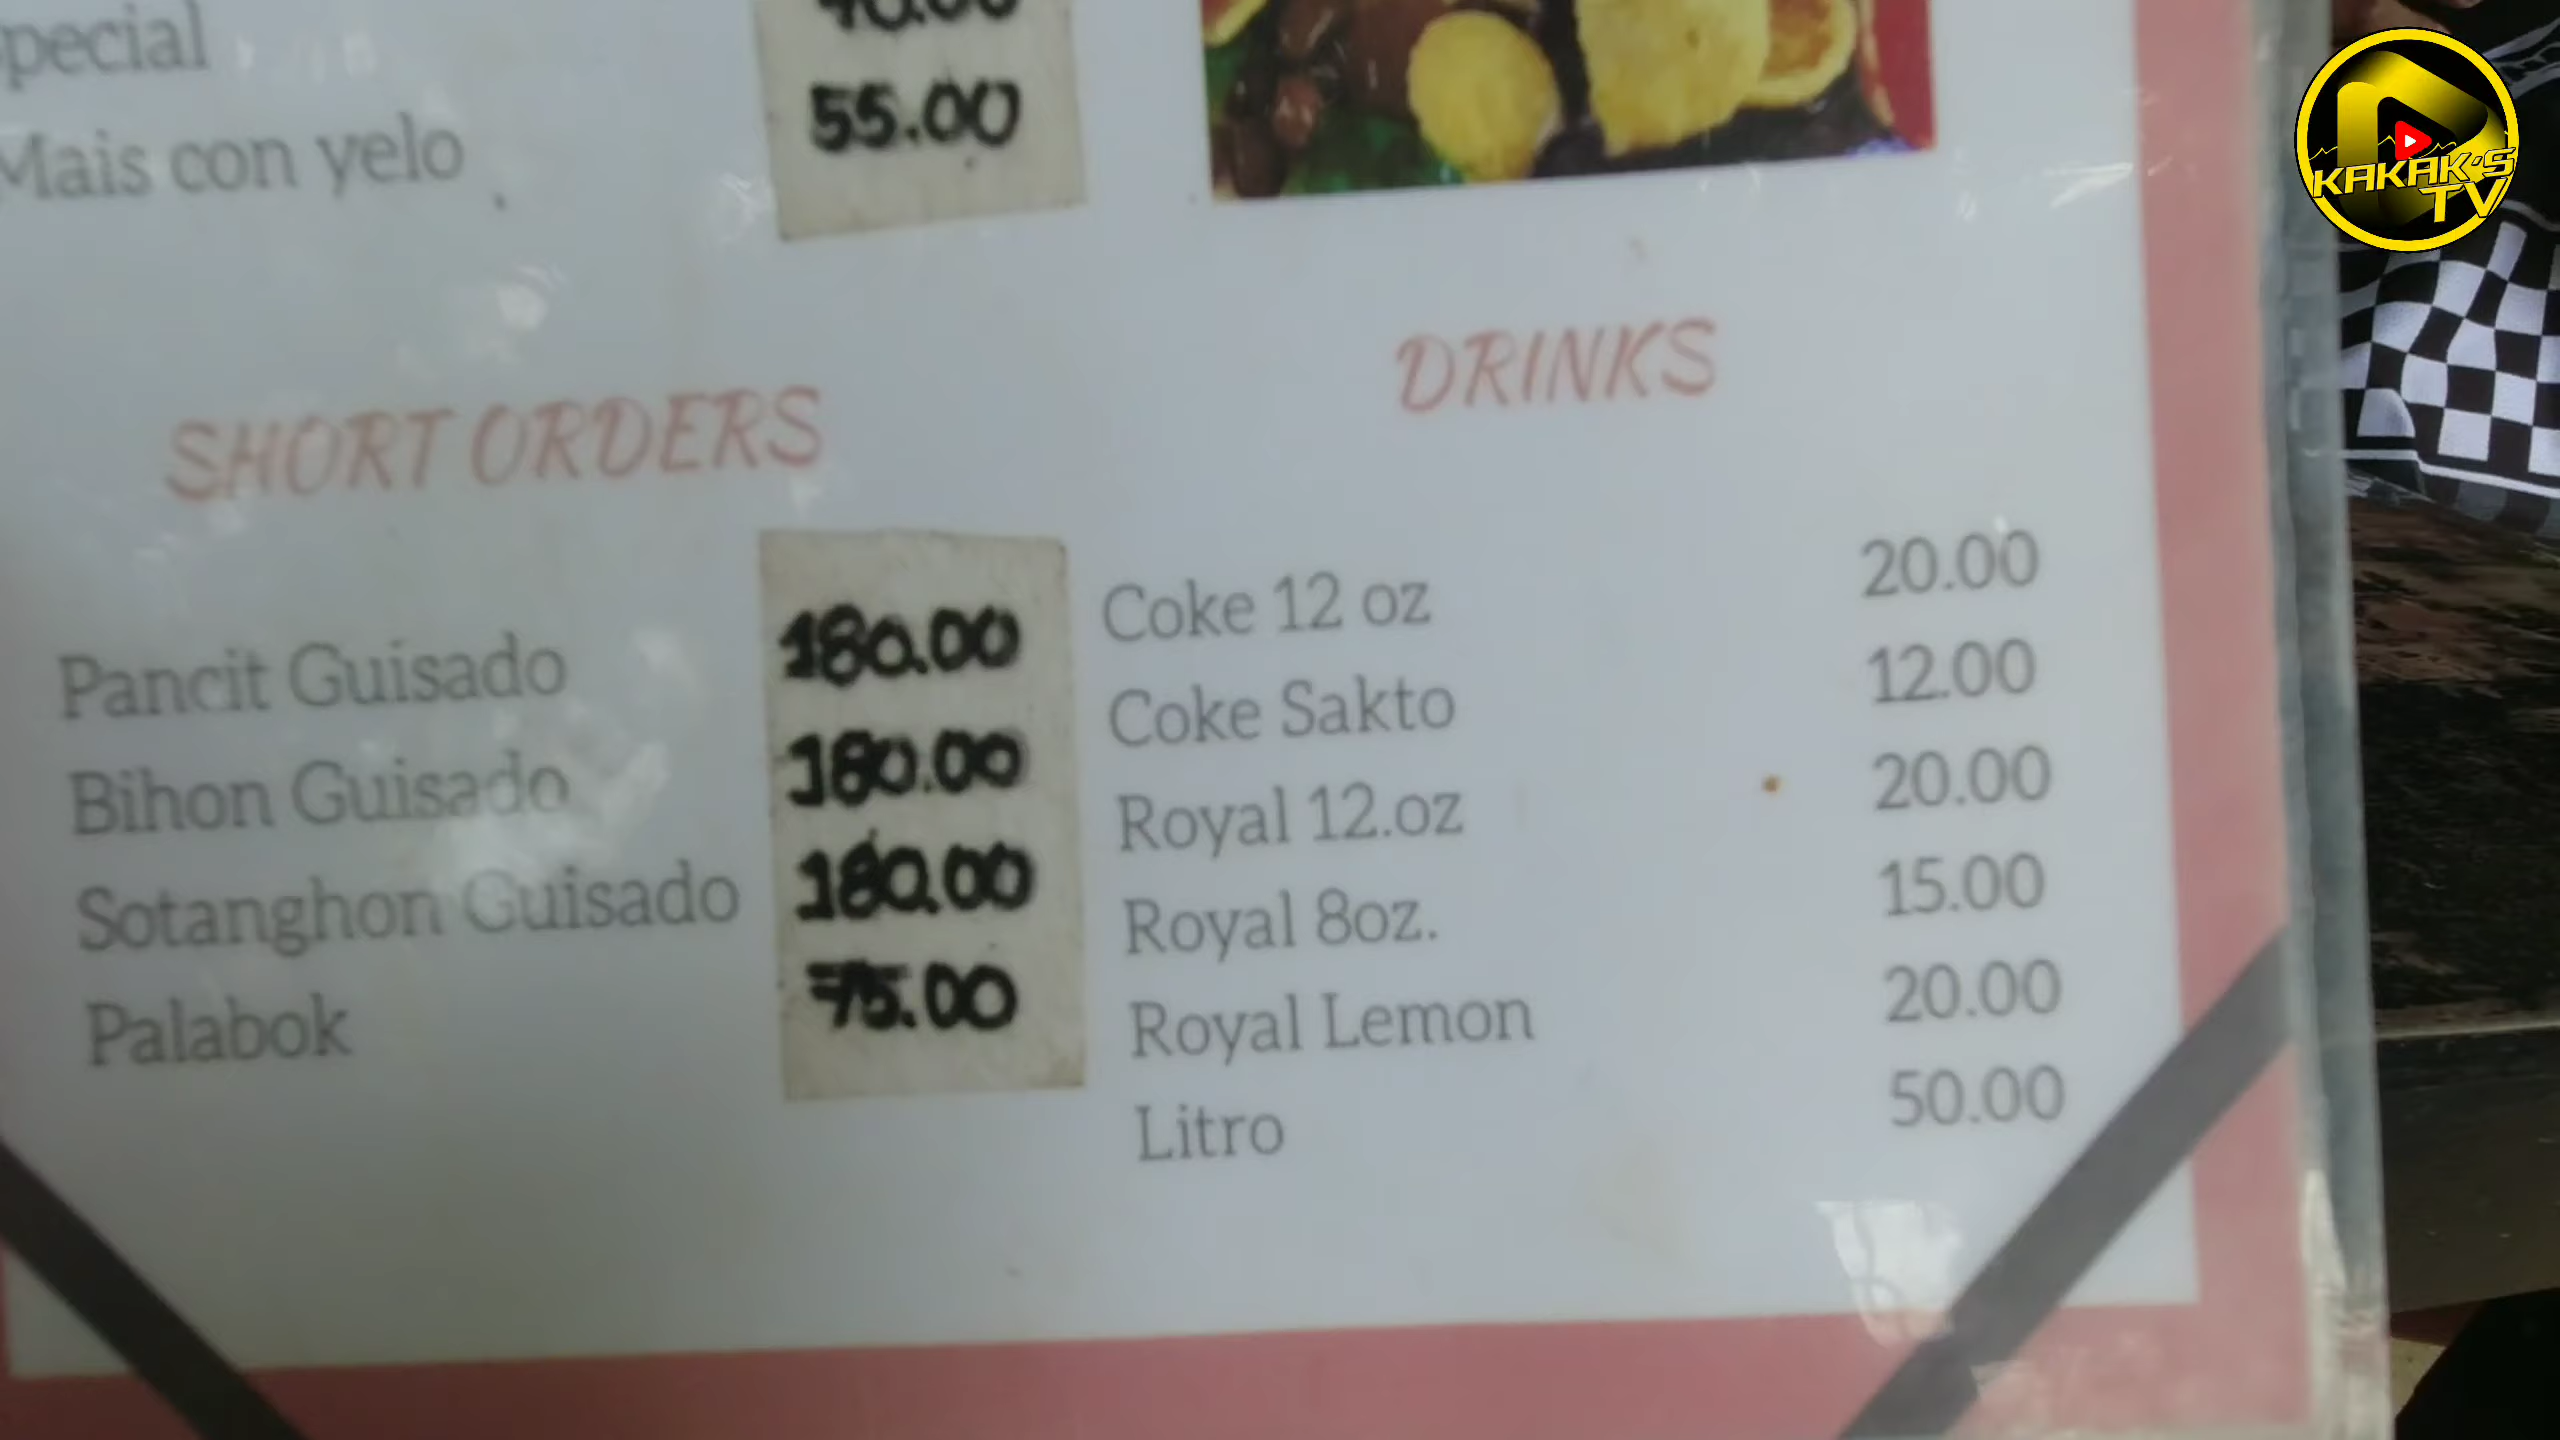 pecial
55.00
Mais con yelo
KAKAK'S
TV
SHORT ORDERS
Pancit Guisado 180.00
Bihon Guisado 180.00
Sotanghon Guisado 180.00
Palabok 75.00
DRINKS
Coke 12 oz 20.00
Coke Sakto 12.00
Royal 12.oz 20.00
Royal 8oz. 15.00
Royal Lemon 20.00
Litro 50.00